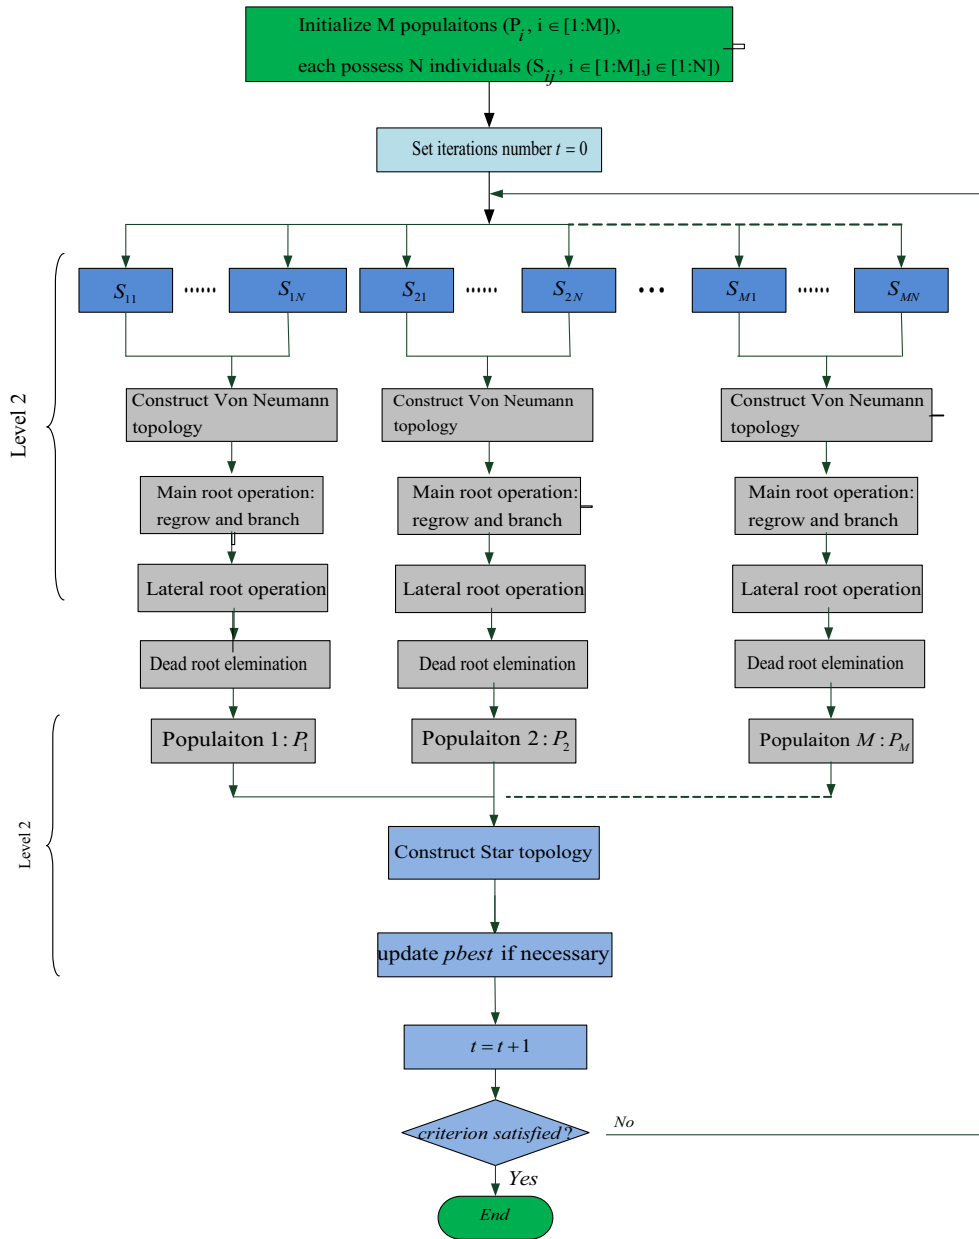 Initialize M populaitons (P_i, i ∈ [1:M]),
each possess N individuals (S_ij, i ∈ [1:M],j ∈ [1:N])
Set iterations number t = 0
S_11 ...... S_1N S_21 ...... S_2N ... S_M1 ...... S_MN
Level 2
Construct Von Neumann
topology
Construct Von Neumann
topology
Construct Von Neumann
topology
Main root operation:
regrow and branch
Main root operation:
regrow and branch
Main root operation:
regrow and branch
Lateral root operation
Lateral root operation
Lateral root operation
Dead root elemination
Dead root elemination
Dead root elemination
Populaiton 1 : P_1
Populaiton 2 : P_2
Populaiton M : P_M
Level 2
Construct Star topology
update pbest if necessary
t = t + 1
criterion satisfied ?
No
Yes
End